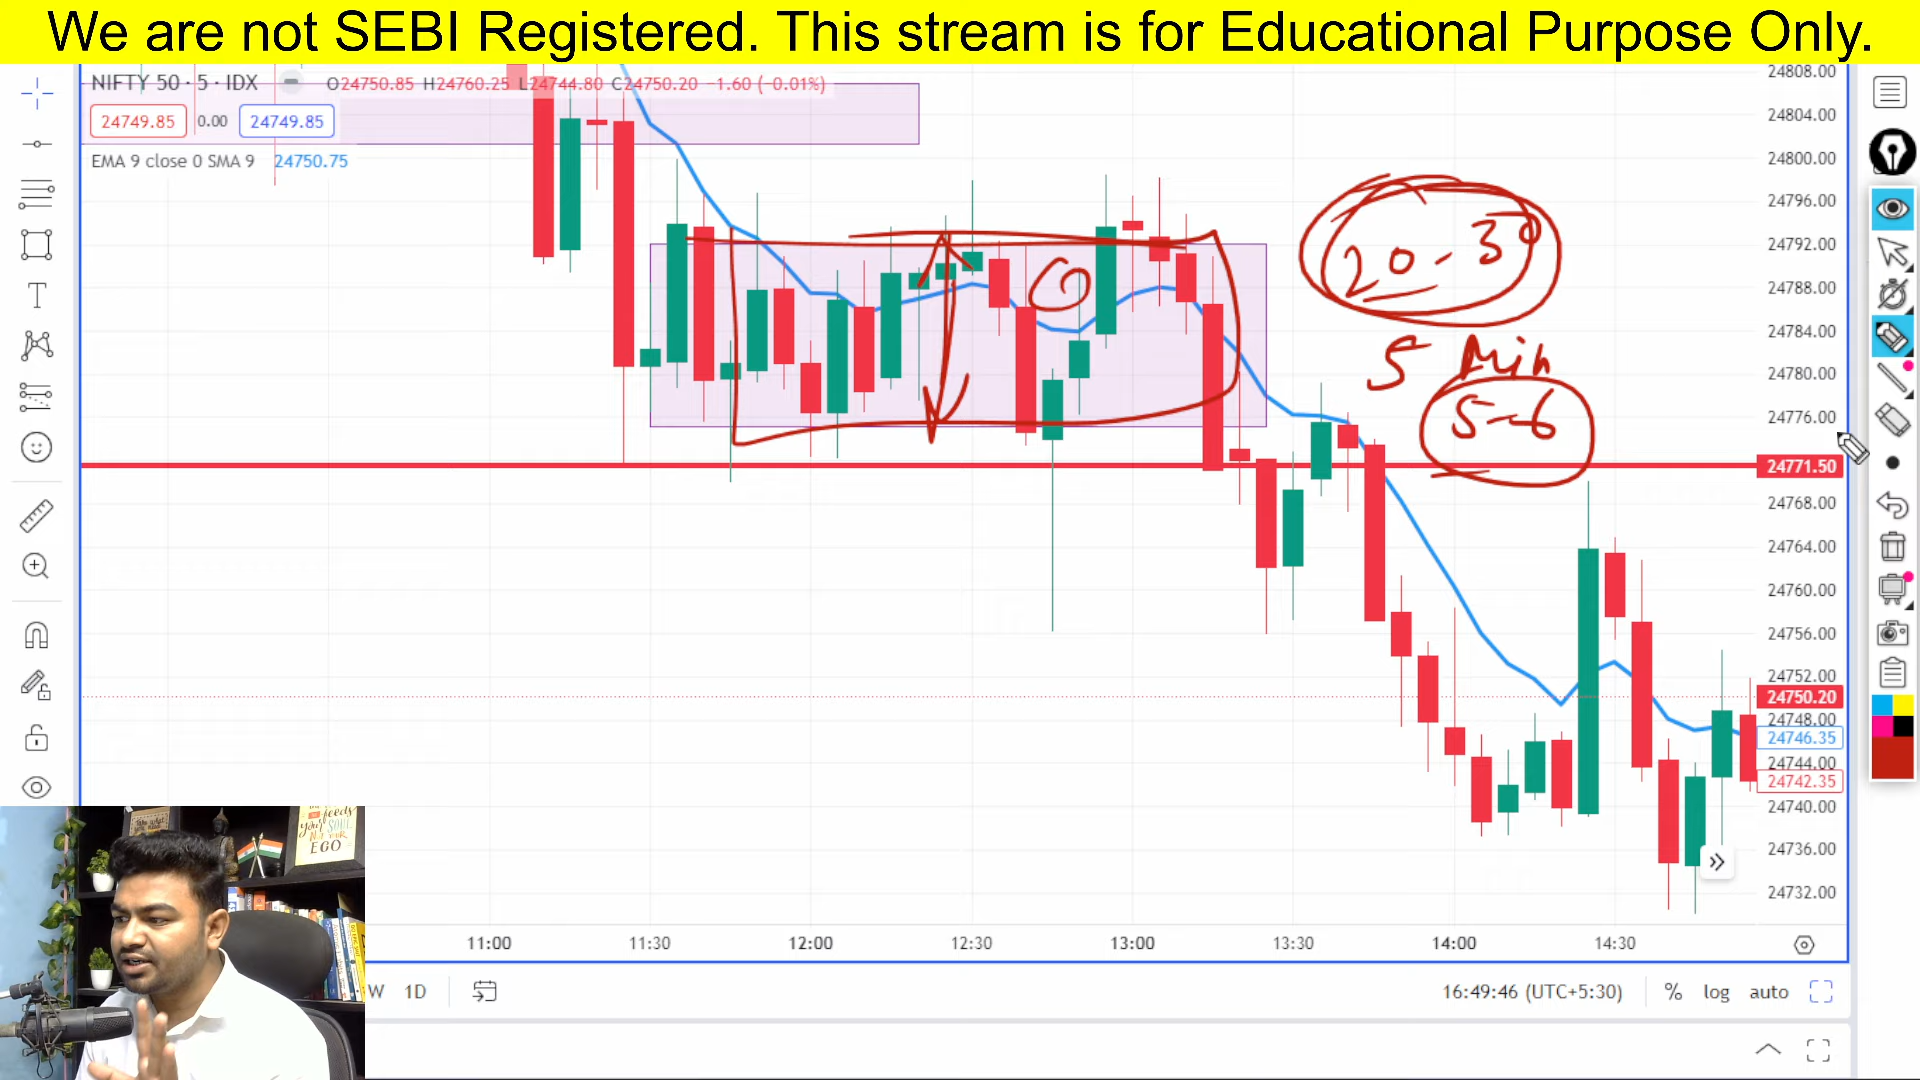 We are not SEBI Registered. This stream is for Educational Purpose Only.
NIFTY 50 · 5 · IDX O24750.85 H24760.25 L24744.80 C24750.20 −1.60 (−0.01%)
24749.85 0.00 24749.85
EMA 9 close 0 SMA 9 24750.75
24808.00
24804.00
24800.00
24796.00
24792.00
24788.00
24784.00
24780.00
24776.00
24771.50
24768.00
24764.00
24760.00
24756.00
24752.00
24750.20
24748.00
24746.35
24744.00
24742.35
24740.00
24736.00
24732.00
20-30
5 Min
5-6
11:00 11:30 12:00 12:30 13:00 13:30 14:00 14:30
W 1D
16:49:46 (UTC+5:30) % log auto
feeds
your SOUL
NOT YOUR
EGO